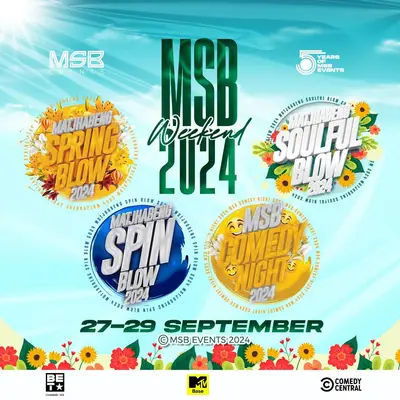 MSB
EVENTS
5 YEARS
OF MSB
EVENTS
MSB
Weekend
2024
MATJHABENG
SPRING
BLOW
2024
MATJHABENG
SOULFUL
BLOW
2024
MATJHABENG
SPIN
BLOW
2024
MSB
COMEDY
NIGHT
2024
27–29 SEPTEMBER
©MSB EVENTS 2024
BET
MTV
Base
COMEDY
CENTRAL